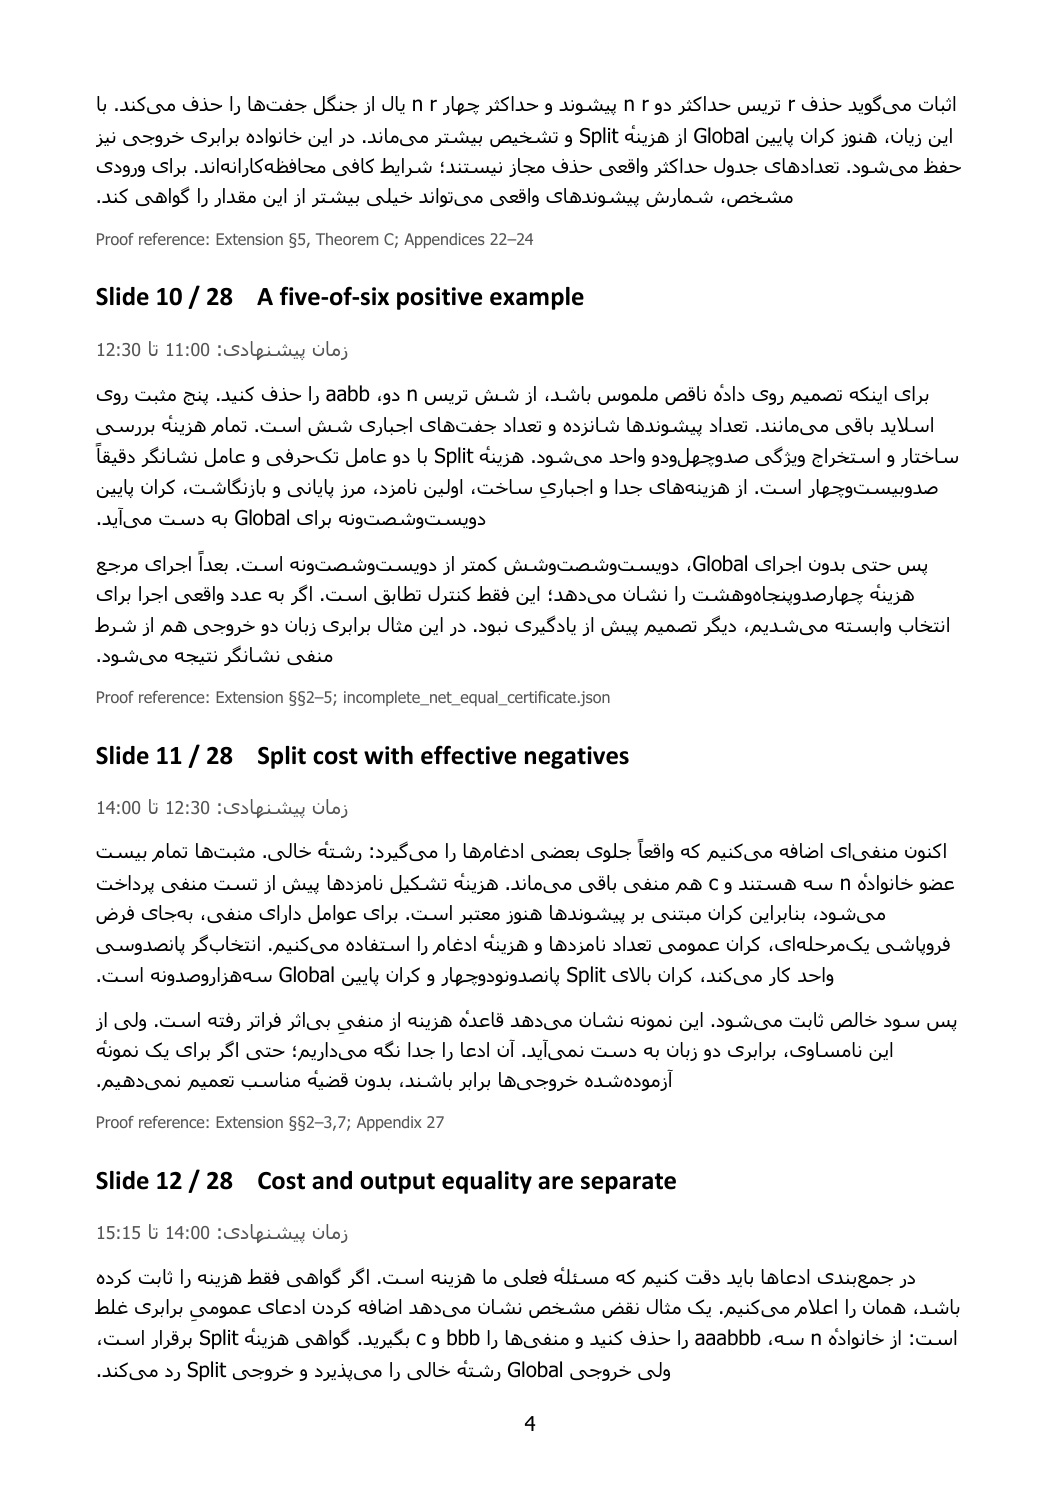 اثبات می‌گوید حذف r تریس حداکثر دو n r پیشوند و حداکثر چهار n r یال از جنگل جفت‌ها را حذف می‌کند. با
این زیان، هنوز کران پایین Global از هزینهٔ Split و تشخیص بیشتر می‌ماند. در این خانواده برابری خروجی نیز
حفظ می‌شود. تعدادهای جدول حداکثر واقعی حذف مجاز نیستند؛ شرایط کافی محافظه‌کارانه‌اند. برای ورودی
مشخص، شمارش پیشوندهای واقعی می‌تواند خیلی بیشتر از این مقدار را گواهی کند.
Proof reference: Extension §5, Theorem C; Appendices 22–24
Slide 10 / 28 A five-of-six positive example
زمان پیشنهادی: 11:00 تا 12:30
برای اینکه تصمیم روی دادهٔ ناقص ملموس باشد، از شش تریس n دو، aabb را حذف کنید. پنج مثبت روی
اسلاید باقی می‌مانند. تعداد پیشوندها شانزده و تعداد جفت‌های اجباری شش است. تمام هزینهٔ بررسی
ساختار و استخراج ویژگی صدوچهل‌ودو واحد می‌شود. هزینهٔ Split با دو عامل تک‌حرفی و عامل نشانگر دقیقاً
صدوبیست‌وچهار است. از هزینه‌های جدا و اجباریِ ساخت، اولین نامزد، مرز پایانی و بازنگاشت، کران پایین
دویست‌وشصت‌ونه برای Global به دست می‌آید.
پس حتی بدون اجرای Global، دویست‌وشصت‌وشش کمتر از دویست‌وشصت‌ونه است. بعداً اجرای مرجع
هزینهٔ چهارصدوپنجاه‌وهشت را نشان می‌دهد؛ این فقط کنترل تطابق است. اگر به عدد واقعی اجرا برای
انتخاب وابسته می‌شدیم، دیگر تصمیم پیش از یادگیری نبود. در این مثال برابری زبان دو خروجی هم از شرط
منفی نشانگر نتیجه می‌شود.
Proof reference: Extension §§2–5; incomplete_net_equal_certificate.json
Slide 11 / 28 Split cost with effective negatives
زمان پیشنهادی: 12:30 تا 14:00
اکنون منفی‌ای اضافه می‌کنیم که واقعاً جلوی بعضی ادغام‌ها را می‌گیرد: رشتهٔ خالی. مثبت‌ها تمام بیست
عضو خانوادهٔ n سه هستند و c هم منفی باقی می‌ماند. هزینهٔ تشکیل نامزدها پیش از تست منفی پرداخت
می‌شود، بنابراین کران مبتنی بر پیشوندها هنوز معتبر است. برای عوامل دارای منفی، به‌جای فرض
فروپاشی یک‌مرحله‌ای، کران عمومی تعداد نامزدها و هزینهٔ ادغام را استفاده می‌کنیم. انتخاب‌گر پانصدوسی
واحد کار می‌کند، کران بالای Split پانصدونودوچهار و کران پایین Global سه‌هزاروصدونه است.
پس سود خالص ثابت می‌شود. این نمونه نشان می‌دهد قاعدهٔ هزینه از منفیِ بی‌اثر فراتر رفته است. ولی از
این نامساوی، برابری دو زبان به دست نمی‌آید. آن ادعا را جدا نگه می‌داریم؛ حتی اگر برای یک نمونهٔ
آزموده‌شده خروجی‌ها برابر باشند، بدون قضیهٔ مناسب تعمیم نمی‌دهیم.
Proof reference: Extension §§2–3,7; Appendix 27
Slide 12 / 28 Cost and output equality are separate
زمان پیشنهادی: 14:00 تا 15:15
در جمع‌بندی ادعاها باید دقت کنیم که مسئلهٔ فعلی ما هزینه است. اگر گواهی فقط هزینه را ثابت کرده
باشد، همان را اعلام می‌کنیم. یک مثال نقض مشخص نشان می‌دهد اضافه کردن ادعای عمومیِ برابری غلط
است: از خانوادهٔ n سه، aaabbb را حذف کنید و منفی‌ها را bbb و c بگیرید. گواهی هزینهٔ Split برقرار است،
ولی خروجی Global رشتهٔ خالی را می‌پذیرد و خروجی Split رد می‌کند.
4